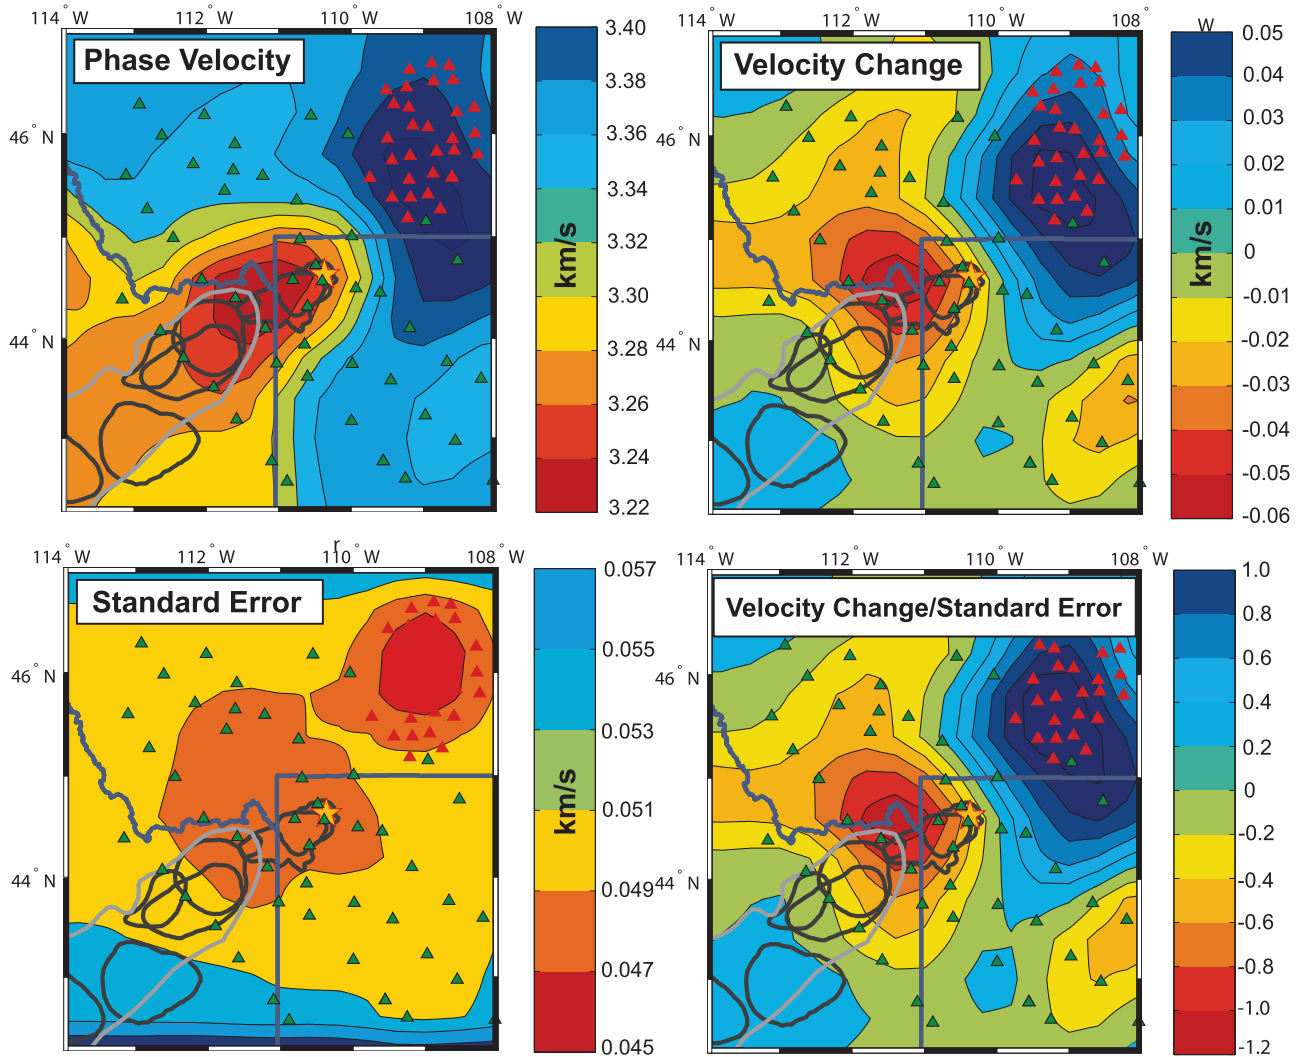 114° W 112° W 110° W 108° W
Phase Velocity
46° N
44° N
3.40
3.38
3.36
3.34
3.32
3.30
3.28
3.26
3.24
3.22
km/s
114° W 112° W 110° W 108°
W
Velocity Change
46° N
44° N
0.05
0.04
0.03
0.02
0.01
0
-0.01
-0.02
-0.03
-0.04
-0.05
-0.06
km/s
r
114° W 112° W 110° W 108° W
Standard Error
46° N
44° N
0.057
0.055
0.053
0.051
0.049
0.047
0.045
km/s
114° W 112° W 110° W 108° W
Velocity Change/Standard Error
46° N
44° N
1.0
0.8
0.6
0.4
0.2
0
-0.2
-0.4
-0.6
-0.8
-1.0
-1.2